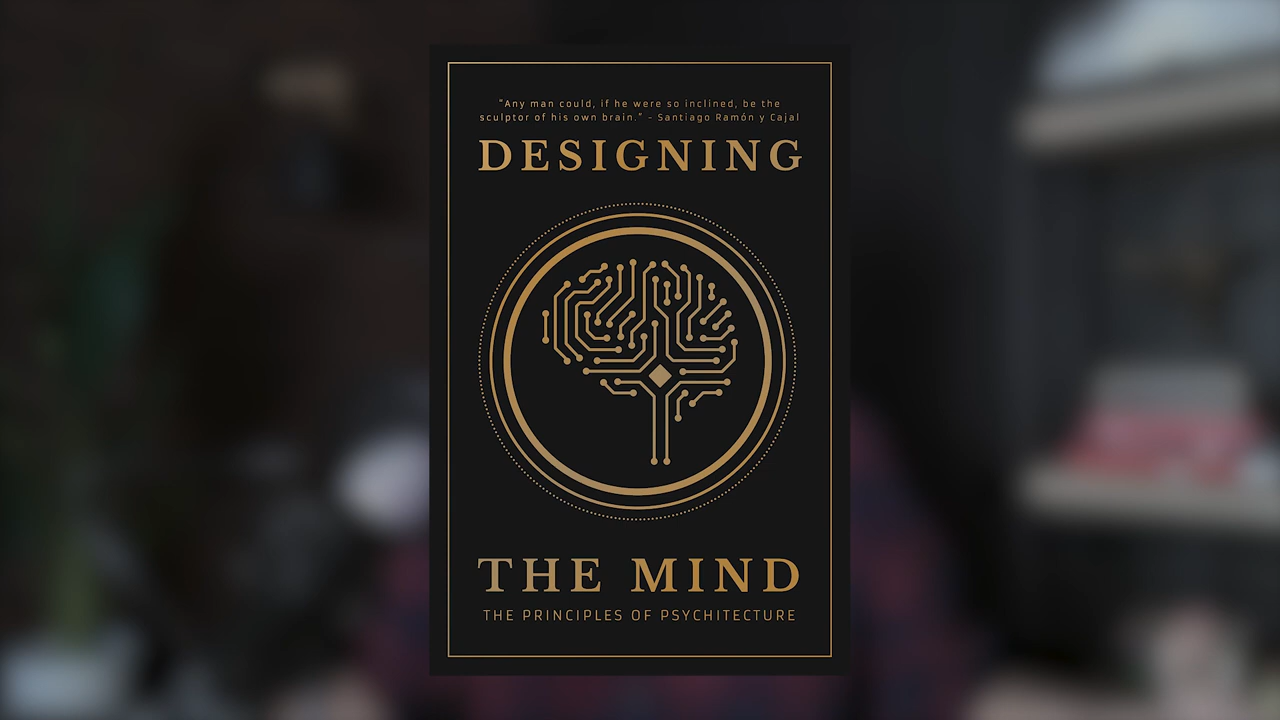 "Any man could, if he were so inclined, be the
sculptor of his own brain." - Santiago Ramón y Cajal
DESIGNING
THE MIND
THE PRINCIPLES OF PSYCHITECTURE